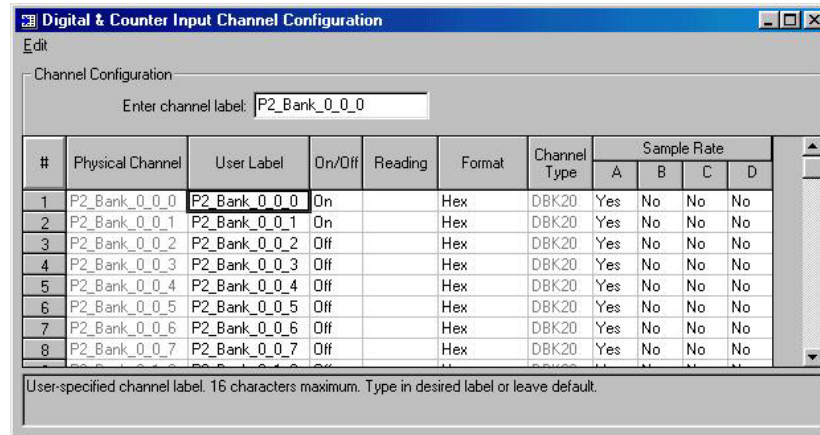 Digital & Counter Input Channel Configuration
Edit
Channel Configuration
Enter channel label: P2_Bank_0_0_0
# Physical Channel User Label On/Off Reading Format Channel Type Sample Rate
A B C D
1 P2_Bank_0_0_0 P2_Bank_0_0_0 On Hex DBK20 Yes No No No
2 P2_Bank_0_0_1 P2_Bank_0_0_1 On Hex DBK20 Yes No No No
3 P2_Bank_0_0_2 P2_Bank_0_0_2 Off Hex DBK20 Yes No No No
4 P2_Bank_0_0_3 P2_Bank_0_0_3 Off Hex DBK20 Yes No No No
5 P2_Bank_0_0_4 P2_Bank_0_0_4 Off Hex DBK20 Yes No No No
6 P2_Bank_0_0_5 P2_Bank_0_0_5 Off Hex DBK20 Yes No No No
7 P2_Bank_0_0_6 P2_Bank_0_0_6 Off Hex DBK20 Yes No No No
8 P2_Bank_0_0_7 P2_Bank_0_0_7 Off Hex DBK20 Yes No No No
User-specified channel label. 16 characters maximum. Type in desired label or leave default.